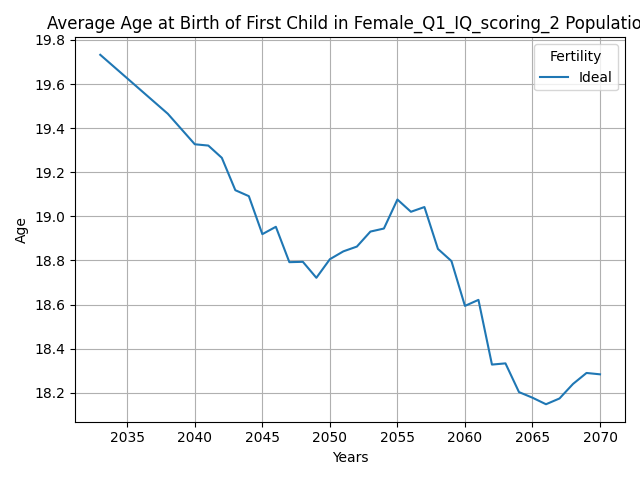 Average Age at Birth of First Child in Female_Q1_IQ_scoring_2 Populatio
Fertility
Ideal
19.8
19.6
19.4
19.2
19.0
18.8
18.6
18.4
18.2
Age
2035 2040 2045 2050 2055 2060 2065 2070
Years